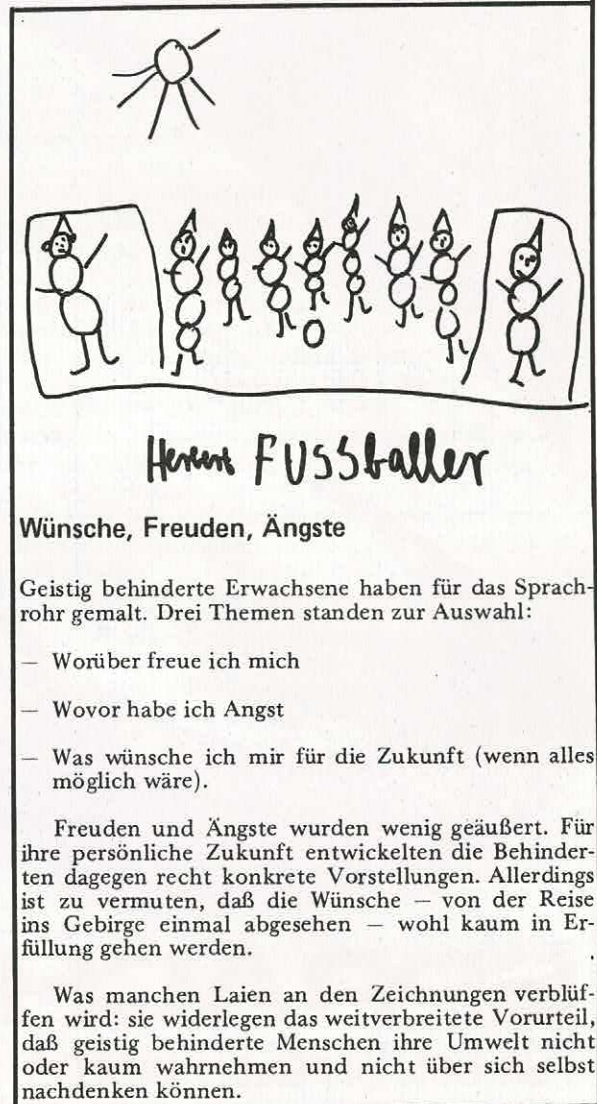 FUSSballer
Wünsche, Freuden, Ängste
Geistig behinderte Erwachsene haben für das Sprach-
rohr gemalt. Drei Themen standen zur Auswahl:
— Worüber freue ich mich
— Wovor habe ich Angst
— Was wünsche ich mir für die Zukunft (wenn alles
möglich wäre).
Freuden und Ängste wurden wenig geäußert. Für
ihre persönliche Zukunft entwickelten die Behinder-
ten dagegen recht konkrete Vorstellungen. Allerdings
ist zu vermuten, daß die Wünsche — von der Reise
ins Gebirge einmal abgesehen — wohl kaum in Er-
füllung gehen werden.
Was manchen Laien an den Zeichnungen verblüf-
fen wird: sie widerlegen das weitverbreitete Vorurteil,
daß geistig behinderte Menschen ihre Umwelt nicht
oder kaum wahrnehmen und nicht über sich selbst
nachdenken können.